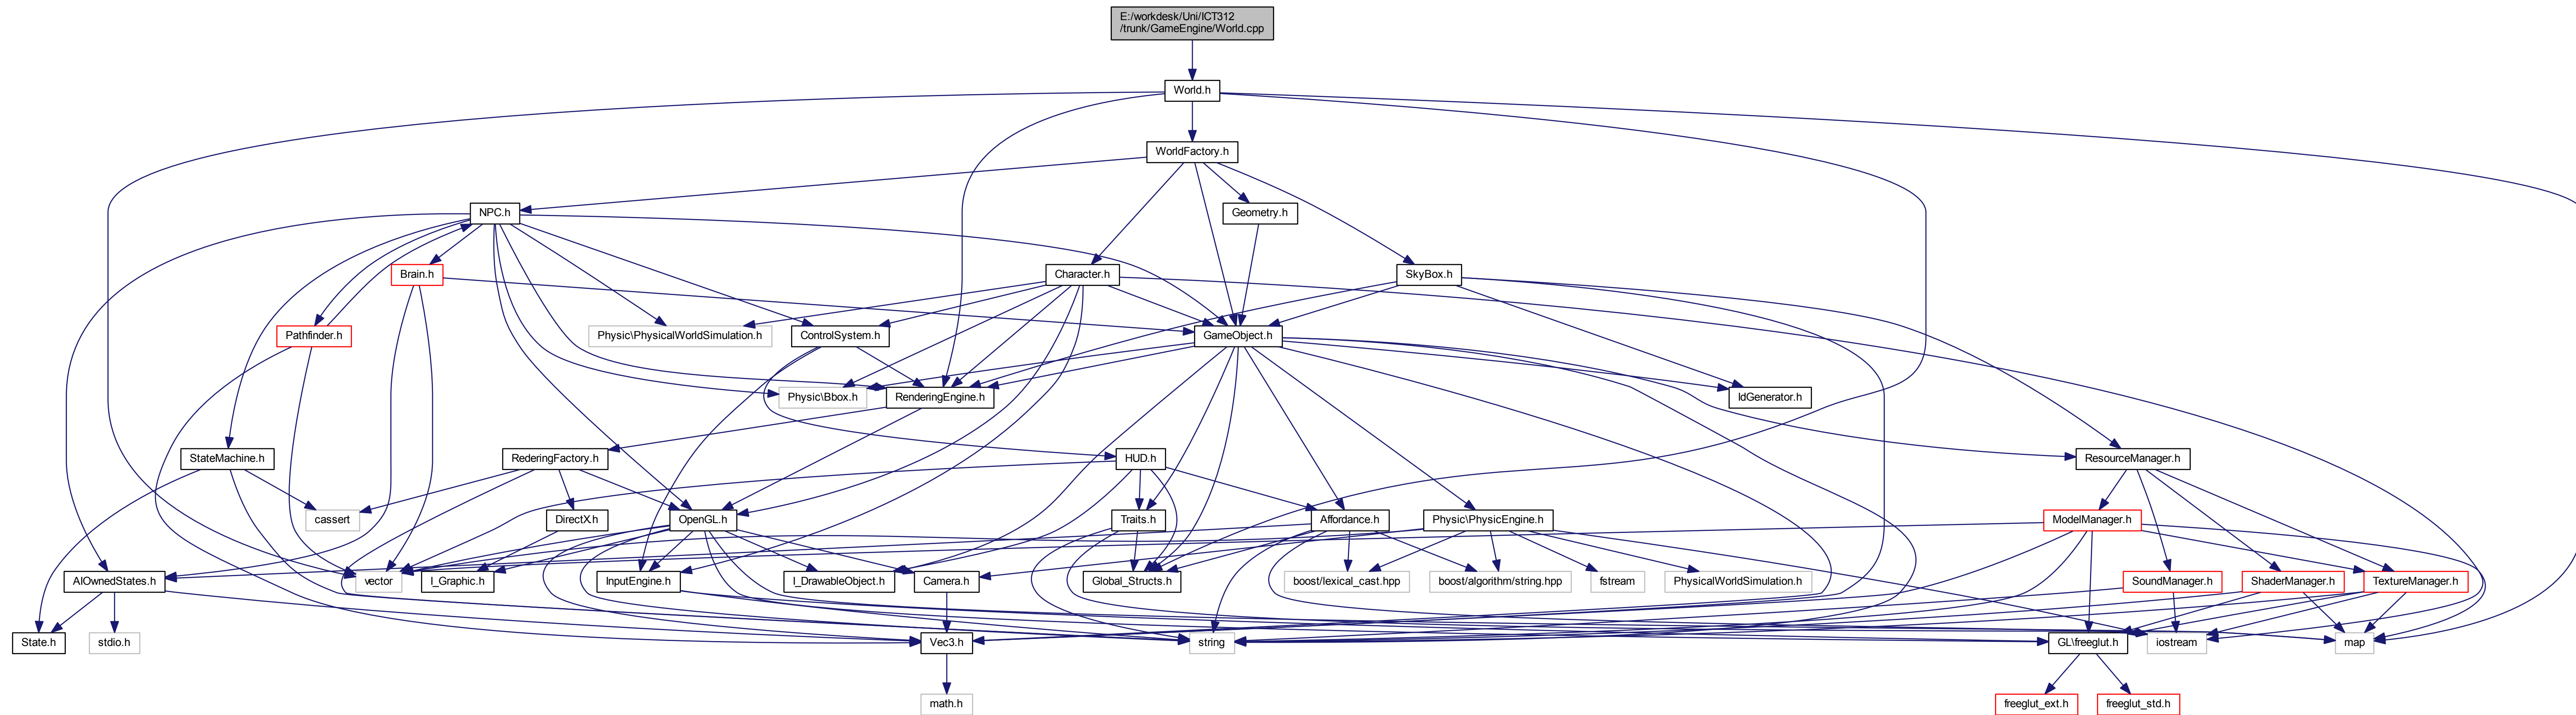 E:/workdesk/Uni/ICT312
/trunk/GameEngine/World.cpp
World.h
WorldFactory.h
NPC.h
Geometry.h
Brain.h
Character.h
SkyBox.h
Pathfinder.h
Physic\PhysicalWorldSimulation.h
ControlSystem.h
GameObject.h
Physic\Bbox.h
RenderingEngine.h
IdGenerator.h
StateMachine.h
RederingFactory.h
HUD.h
ResourceManager.h
cassert
DirectX.h
OpenGL.h
Traits.h
Affordance.h
Physic\PhysicEngine.h
ModelManager.h
AIOwnedStates.h
vector
I_Graphic.h
InputEngine.h
I_DrawableObject.h
Camera.h
Global_Structs.h
boost/lexical_cast.hpp
boost/algorithm/string.hpp
fstream
PhysicalWorldSimulation.h
SoundManager.h
ShaderManager.h
TextureManager.h
State.h
stdio.h
Vec3.h
string
GL\freeglut.h
iostream
map
math.h
freeglut_ext.h
freeglut_std.h